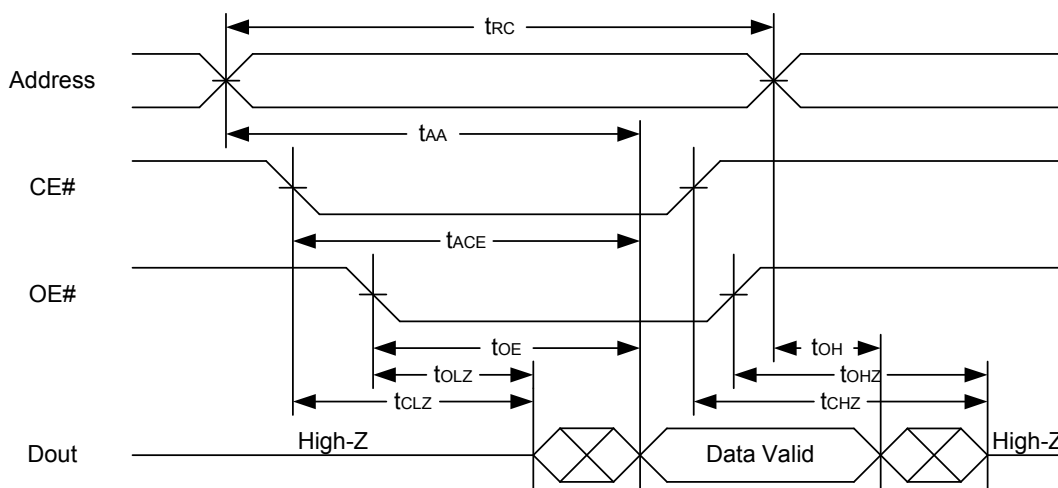 tRC
Address
tAA
CE#
tACE
OE#
tOE
tOH
tOLZ
tOHZ
tCLZ
tCHZ
High-Z
Data Valid
High-Z
Dout